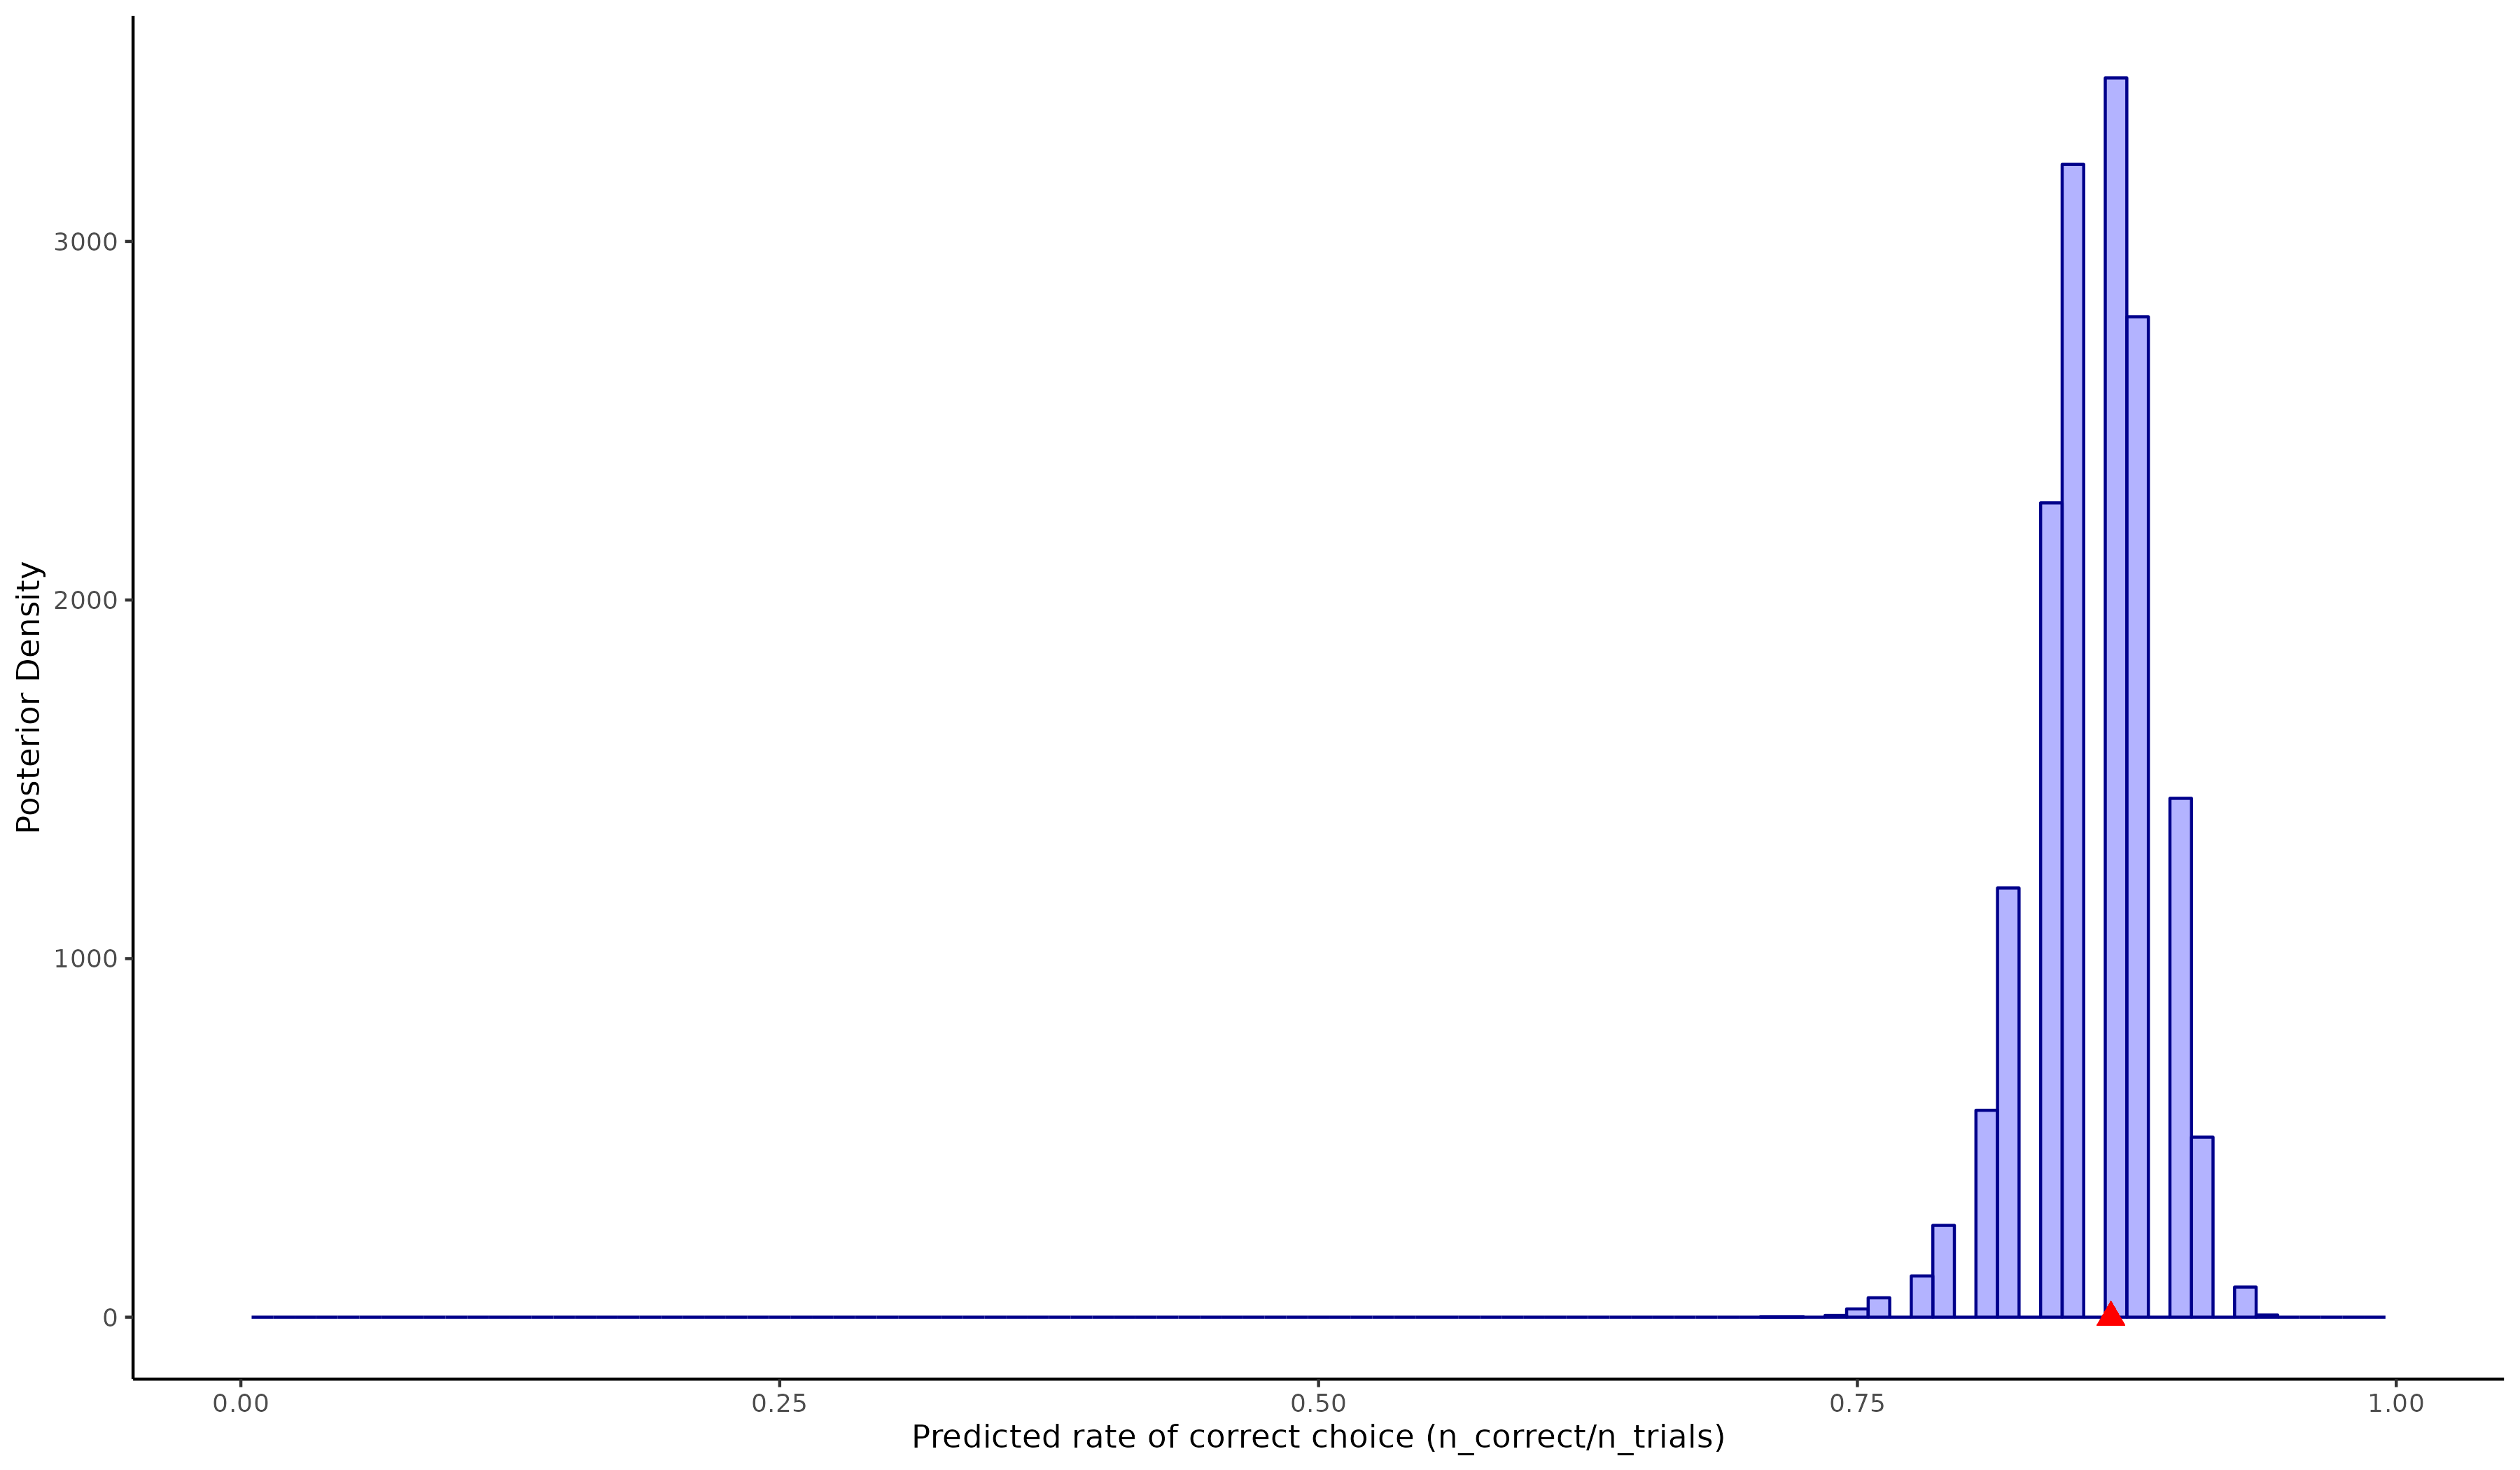 Posterior Density
3000
2000
1000
0
0.00 0.25 0.50 0.75 1.00
Predicted rate of correct choice (n_correct/n_trials)